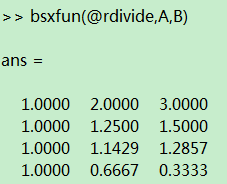 >> bsxfun(@rdivide,A,B)
ans =
1.0000 2.0000 3.0000
1.0000 1.2500 1.5000
1.0000 1.1429 1.2857
1.0000 0.6667 0.3333